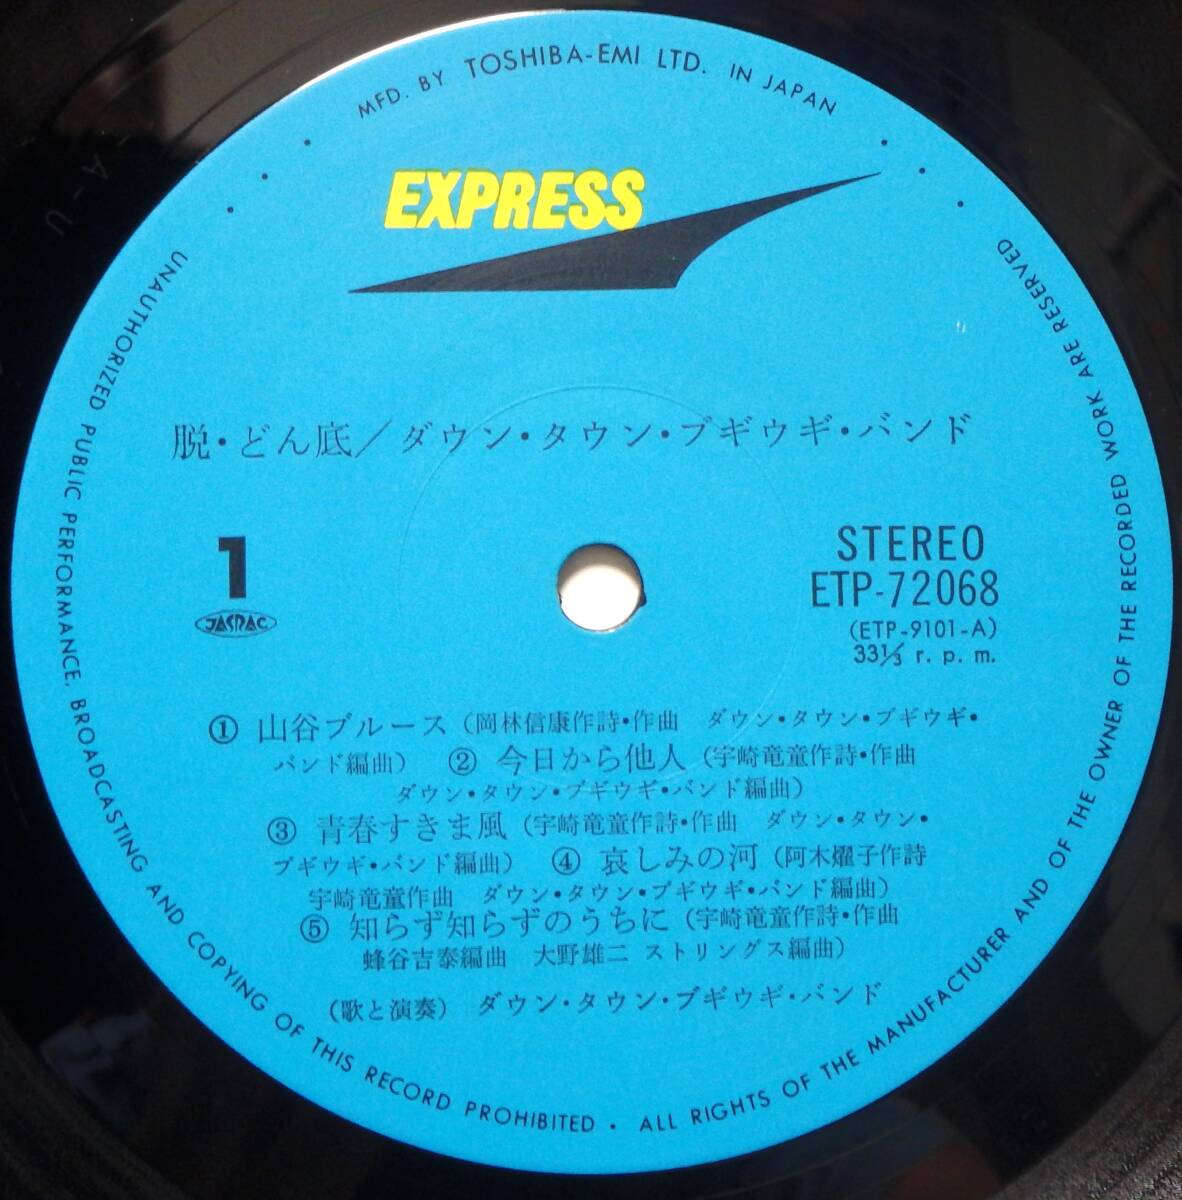 MFD. BY TOSHIBA-EMI LTD. IN JAPAN
EXPRESS
脱・どん底／ダウン・タウン・ブギウギ・バンド
1
JASRAC
STEREO
ETP-72068
(ETP-9101-A)
33⅓ r. p. m.
① 山谷ブルース（岡林信康作詩・作曲　ダウン・タウン・ブギウギ・
バンド編曲）　② 今日から他人（宇崎竜童作詩・作曲
ダウン・タウン・ブギウギ・バンド編曲）
③ 青春すきま風（宇崎竜童作詩・作曲　ダウン・タウン・
ブギウギ・バンド編曲）　④ 哀しみの河（阿木燿子作詩
宇崎竜童作曲　ダウン・タウン・ブギウギ・バンド編曲）
⑤ 知らず知らずのうちに（宇崎竜童作詩・作曲
蜂谷吉泰編曲　大野雄二 ストリングス編曲）
（歌と演奏）　ダウン・タウン・ブギウギ・バンド
UNAUTHORIZED PUBLIC PERFORMANCE, BROADCASTING AND COPYING OF THIS RECORD PROHIBITED • ALL RIGHTS OF THE MANUFACTURER AND OF THE OWNER OF THE RECORDED WORK ARE RESERVED